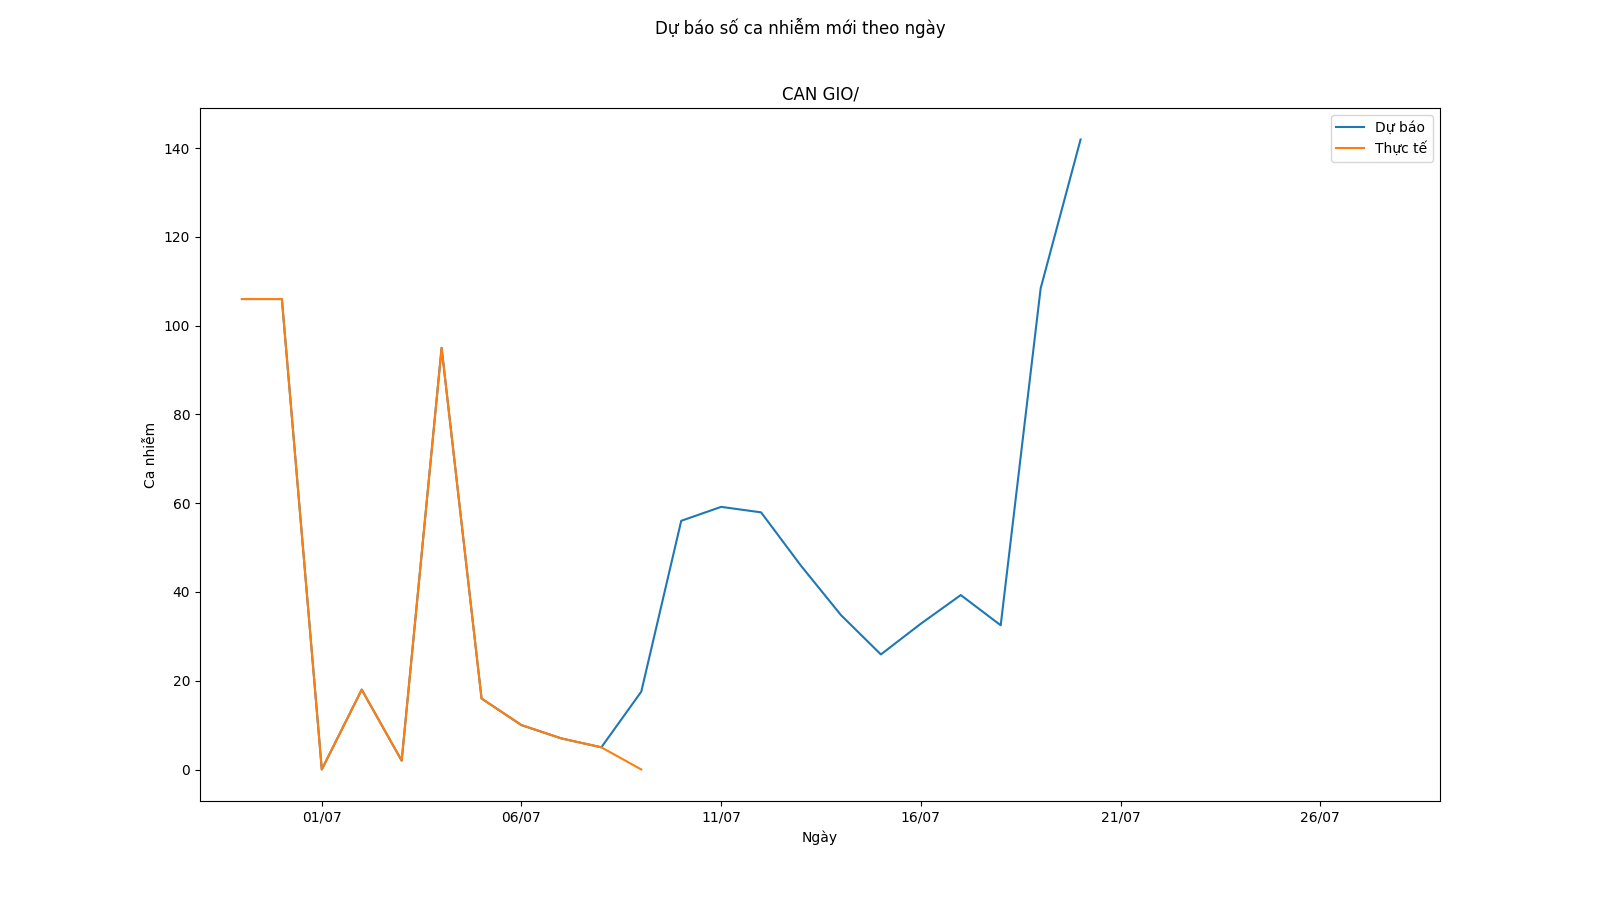 Dự báo số ca nhiễm mới theo ngày
CAN GIO/
Dự báo
Thực tế
140
120
100
80
60
40
20
0
Ca nhiễm
01/07
06/07
11/07
16/07
21/07
26/07
Ngày